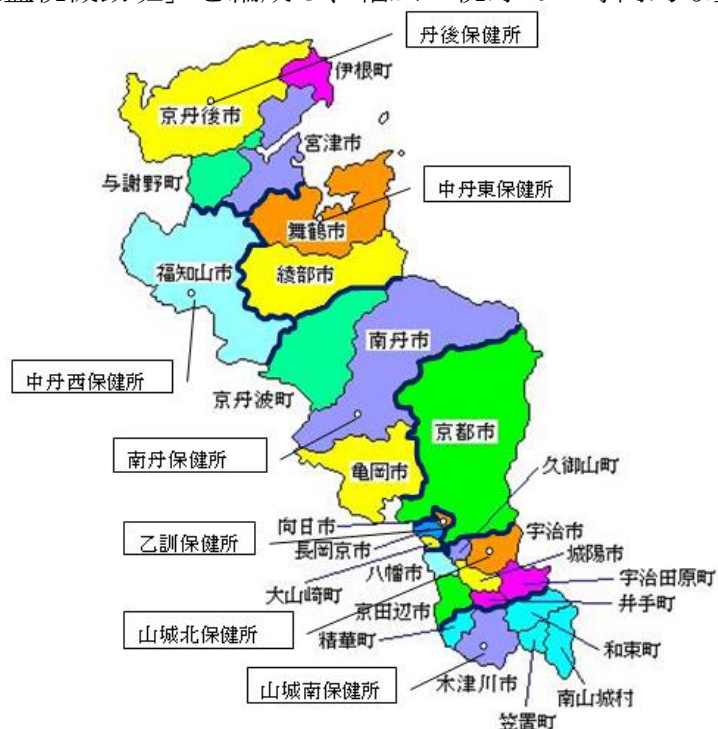 丹後保健所
伊根町
京丹後市
宮津市
与謝野町
中丹東保健所
舞鶴市
福知山市
綾部市
南丹市
中丹西保健所
京丹波町
京都市
南丹保健所
亀岡市
久御山町
向日市
宇治市
乙訓保健所
長岡京市
城陽市
八幡市
宇治田原町
大山崎町
京田辺市
井手町
山城北保健所
精華町
和束町
山城南保健所
木津川市
南山城村
笠置町